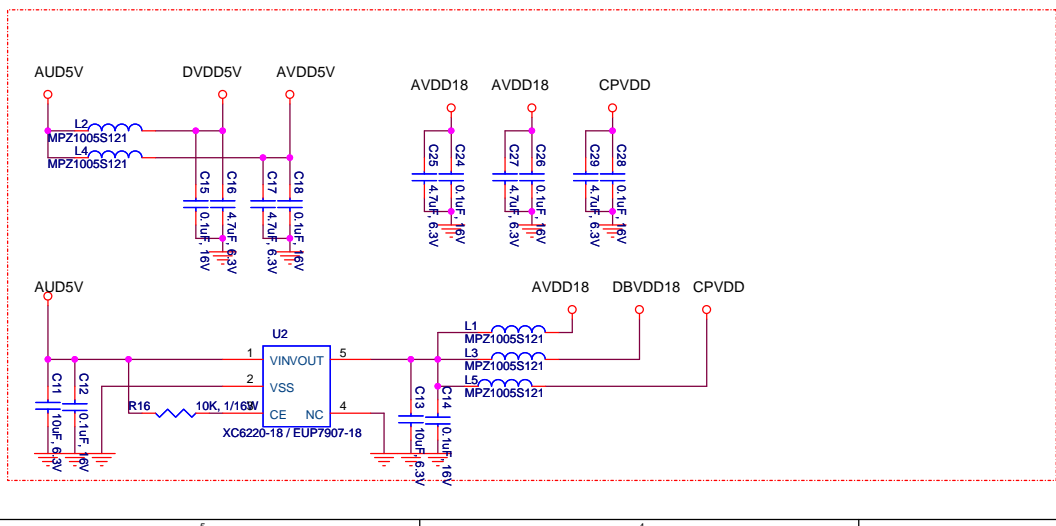 AUD5V
DVDD5V
AVDD5V
AVDD18
AVDD18
CPVDD
L2
MPZ1005S121
L4
MPZ1005S121
C15
0.1uF, 16V
C16
4.7uF, 6.3V
C17
4.7uF, 6.3V
C18
0.1uF, 16V
C25
4.7uF, 6.3V
C24
0.1uF, 16V
C27
4.7uF, 6.3V
C26
0.1uF, 16V
C29
4.7uF, 6.3V
C28
0.1uF, 16V
AUD5V
AVDD18
DBVDD18
CPVDD
L1
MPZ1005S121
L3
MPZ1005S121
L5
MPZ1005S121
U2
1
VIN
VOUT
5
2
VSS
3
CE
NC
4
R16
10K, 1/16W
XC6220-18 / EUP7907-18
C11
10uF, 6.3V
C12
0.1uF, 16V
C13
10uF, 6.3V
C14
0.1uF, 16V